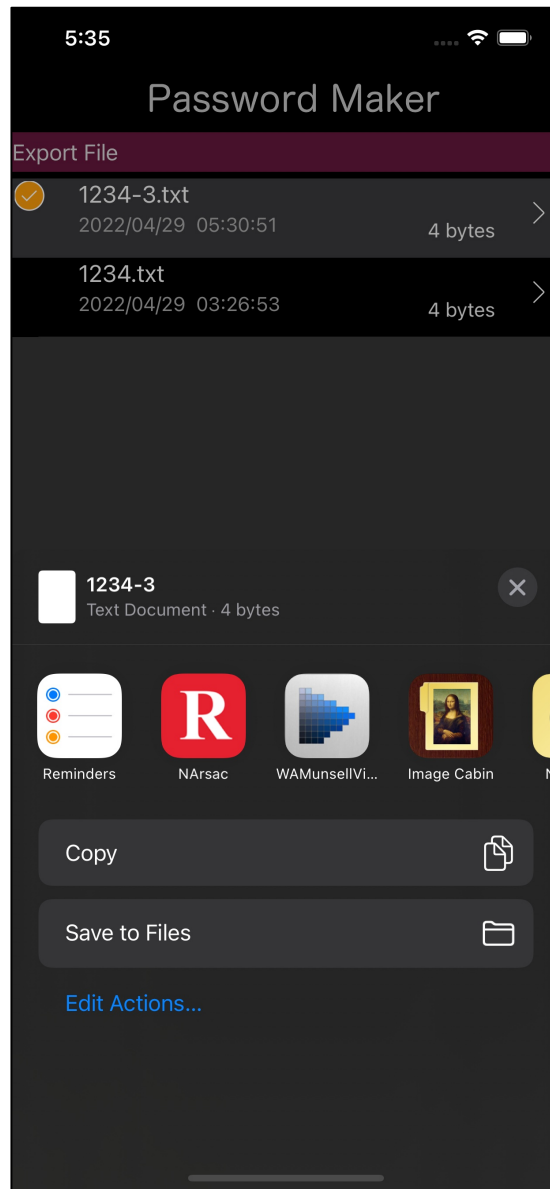 5:35
Password Maker
Export File
1234-3.txt
2022/04/29 05:30:51
4 bytes
1234.txt
2022/04/29 03:26:53
4 bytes
1234-3
Text Document · 4 bytes
R
Reminders
NArsac
WAMunsellVi...
Image Cabin
N
Copy
Save to Files
Edit Actions...